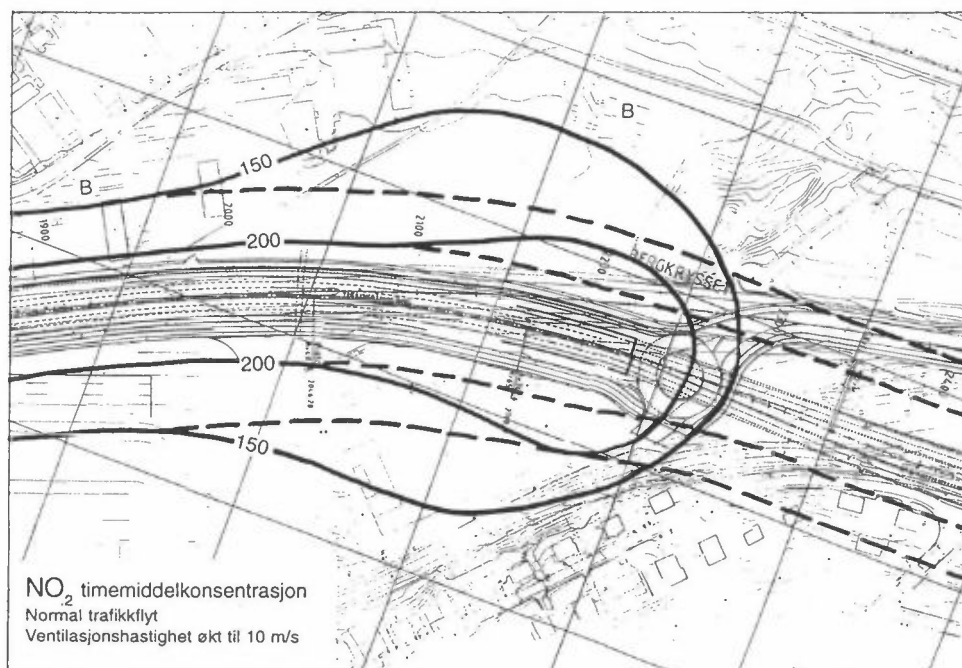 B
150
B
2000
1900
200
2100
BERGKRYSSET
200
150
NO2 timemiddelkonsentrasjon
Normal trafikkflyt
Ventilasjonshastighet økt til 10 m/s